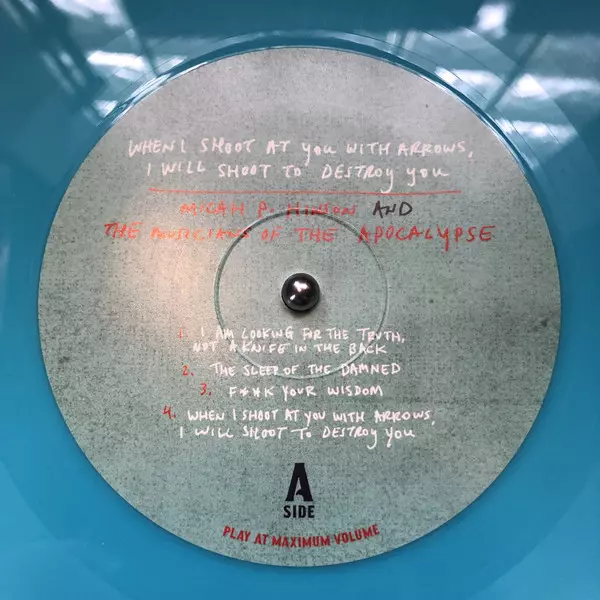 WHEN I SHOOT AT YOU WITH ARROWS,
I WILL SHOOT TO DESTROY YOU
MICAH P. HINSON AND
THE MUSICIANS OF THE APOCALYPSE
1. I AM LOOKING FOR THE TRUTH,
NOT A KNIFE IN THE BACK
2. THE SLEEP OF THE DAMNED
3. F**K YOUR WISDOM
4. WHEN I SHOOT AT YOU WITH ARROWS,
I WILL SHOOT TO DESTROY YOU
A
SIDE
PLAY AT MAXIMUM VOLUME